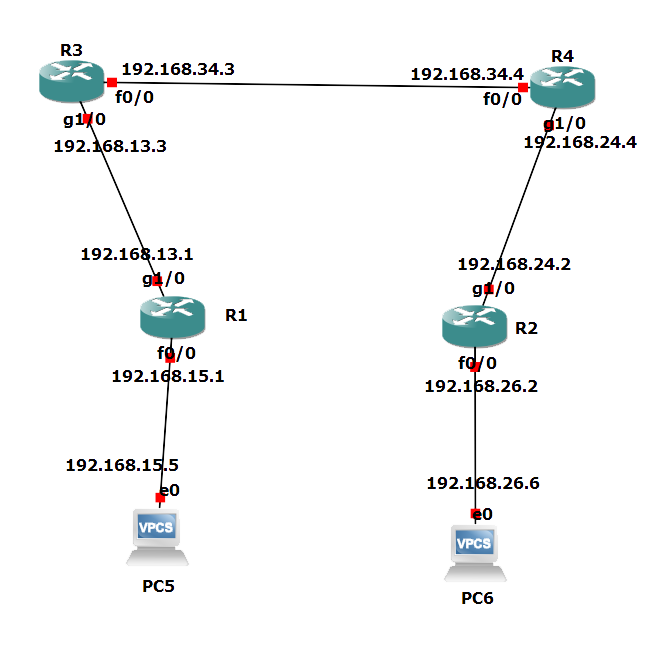 R3
192.168.34.3
f0/0
g1/0
192.168.13.3
R4
192.168.34.4
f0/0
g1/0
192.168.24.4
192.168.13.1
g1/0
R1
f0/0
192.168.15.1
192.168.24.2
g1/0
R2
f0/0
192.168.26.2
192.168.15.5
e0
VPCS
PC5
192.168.26.6
e0
VPCS
PC6